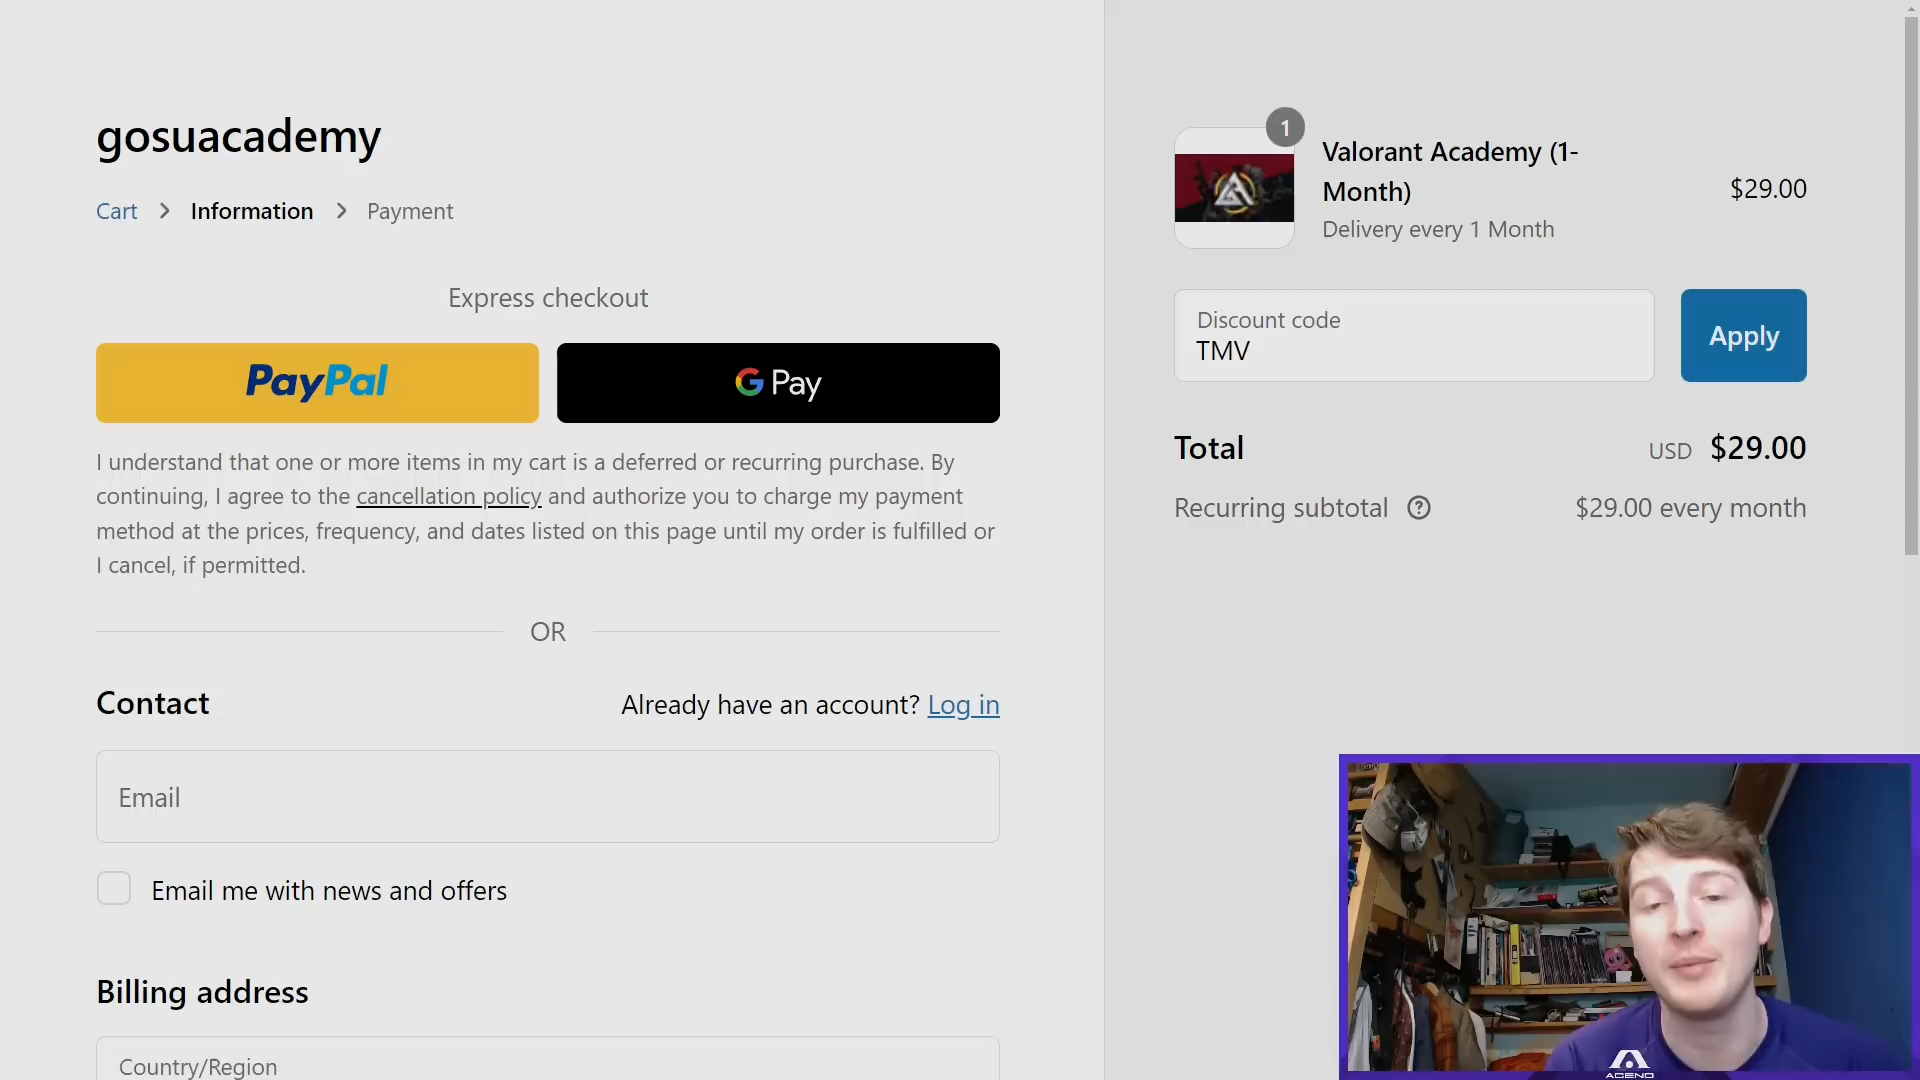 gosuacademy
Cart
Information
Payment
Express checkout
PayPal
G Pay
I understand that one or more items in my cart is a deferred or recurring purchase. By
continuing, I agree to the cancellation policy and authorize you to charge my payment
method at the prices, frequency, and dates listed on this page until my order is fulfilled or
I cancel, if permitted.
OR
Contact
Already have an account? Log in
Email
Email me with news and offers
Billing address
Country/Region
1
Valorant Academy (1-
Month)
$29.00
Delivery every 1 Month
Discount code
TMV
Apply
Total
USD $29.00
Recurring subtotal
$29.00 every month
ACEND